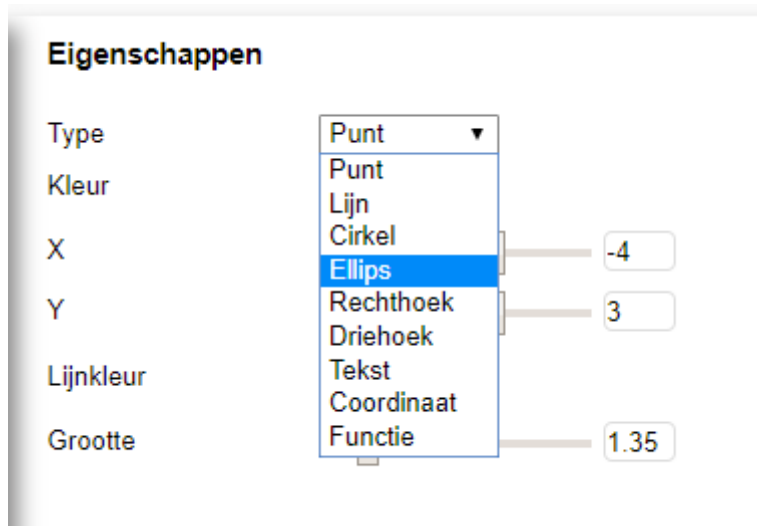 Eigenschappen
Type
Punt
Punt
Kleur
Lijn
Cirkel
X
-4
Ellips
Rechthoek
Y
3
Driehoek
Tekst
Lijnkleur
Coordinaat
Functie
Grootte
1.35